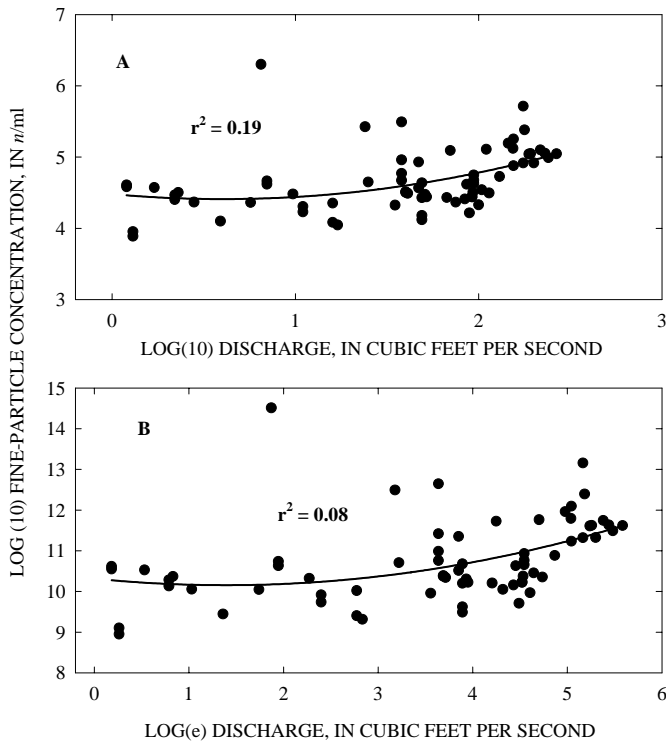 7
6
5
4
3
A
r² = 0.19
0 1 2 3
LOG(10) DISCHARGE, IN CUBIC FEET PER SECOND
LOG (10) FINE-PARTICLE CONCENTRATION, IN n/ml
15
14
13
12
11
10
9
8
B
r² = 0.08
0 1 2 3 4 5 6
LOG(e) DISCHARGE, IN CUBIC FEET PER SECOND